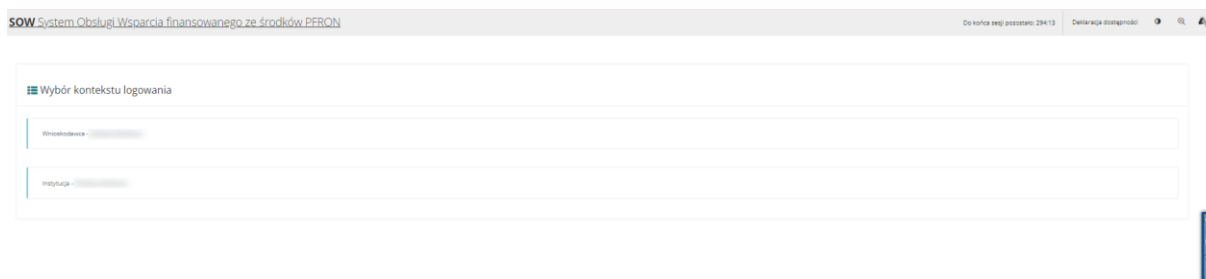 SOW System Obsługi Wsparcia finansowanego ze środków PFRON
Do końca sesji pozostało: 294:13 Deklaracja dostępności
Wybór kontekstu logowania
Wnioskodawca -
Instytucja -